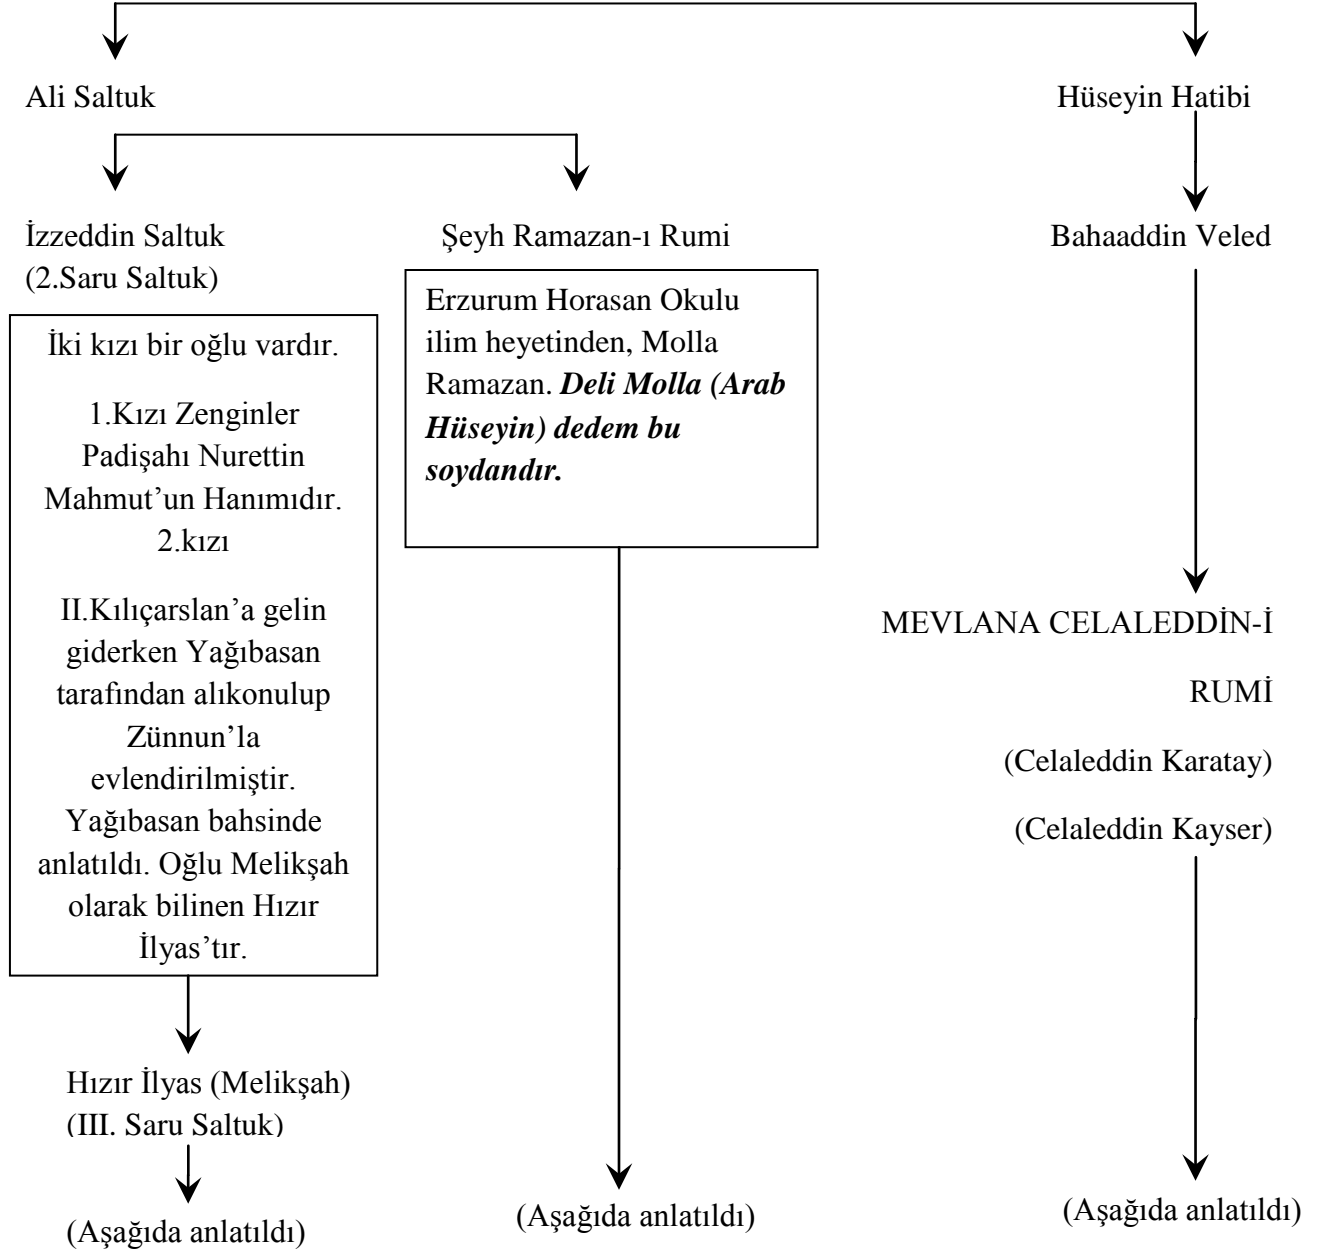 Ali Saltuk
Hüseyin Hatibi
İzzeddin Saltuk
(2.Saru Saltuk)
Şeyh Ramazan-ı Rumi
Bahaaddin Veled
İki kızı bir oğlu vardır.
1.Kızı Zenginler
Padişahı Nurettin
Mahmut’un Hanımıdır.
2.kızı
II.Kılıçarslan’a gelin
giderken Yağıbasan
tarafından alıkonulup
Zünnun’la
evlendirilmiştir.
Yağıbasan bahsinde
anlatıldı. Oğlu Melikşah
olarak bilinen Hızır
İlyas’tır.
Erzurum Horasan Okulu
ilim heyetinden, Molla
Ramazan. Deli Molla (Arab
Hüseyin) dedem bu
soydandır.
MEVLANA CELALEDDİN-İ
RUMİ
(Celaleddin Karatay)
(Celaleddin Kayser)
Hızır İlyas (Melikşah)
(III. Saru Saltuk)
(Aşağıda anlatıldı)
(Aşağıda anlatıldı)
(Aşağıda anlatıldı)